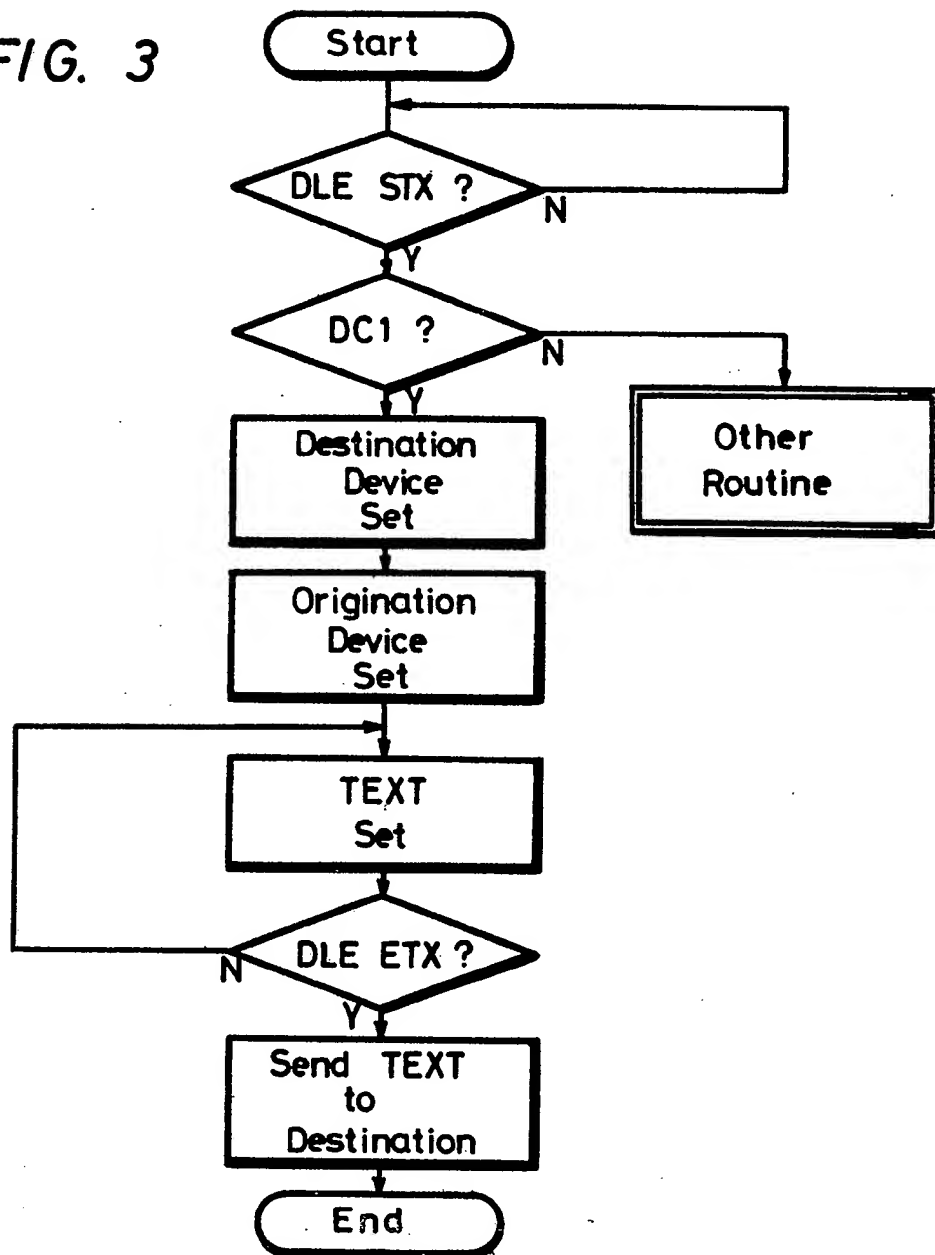 FIG. 3
Start
DLE STX ?
N
Y
DC1 ?
N
Y
Other
Routine
Destination
Device
Set
Origination
Device
Set
TEXT
Set
DLE ETX ?
N
Y
Send TEXT
to
Destination
End